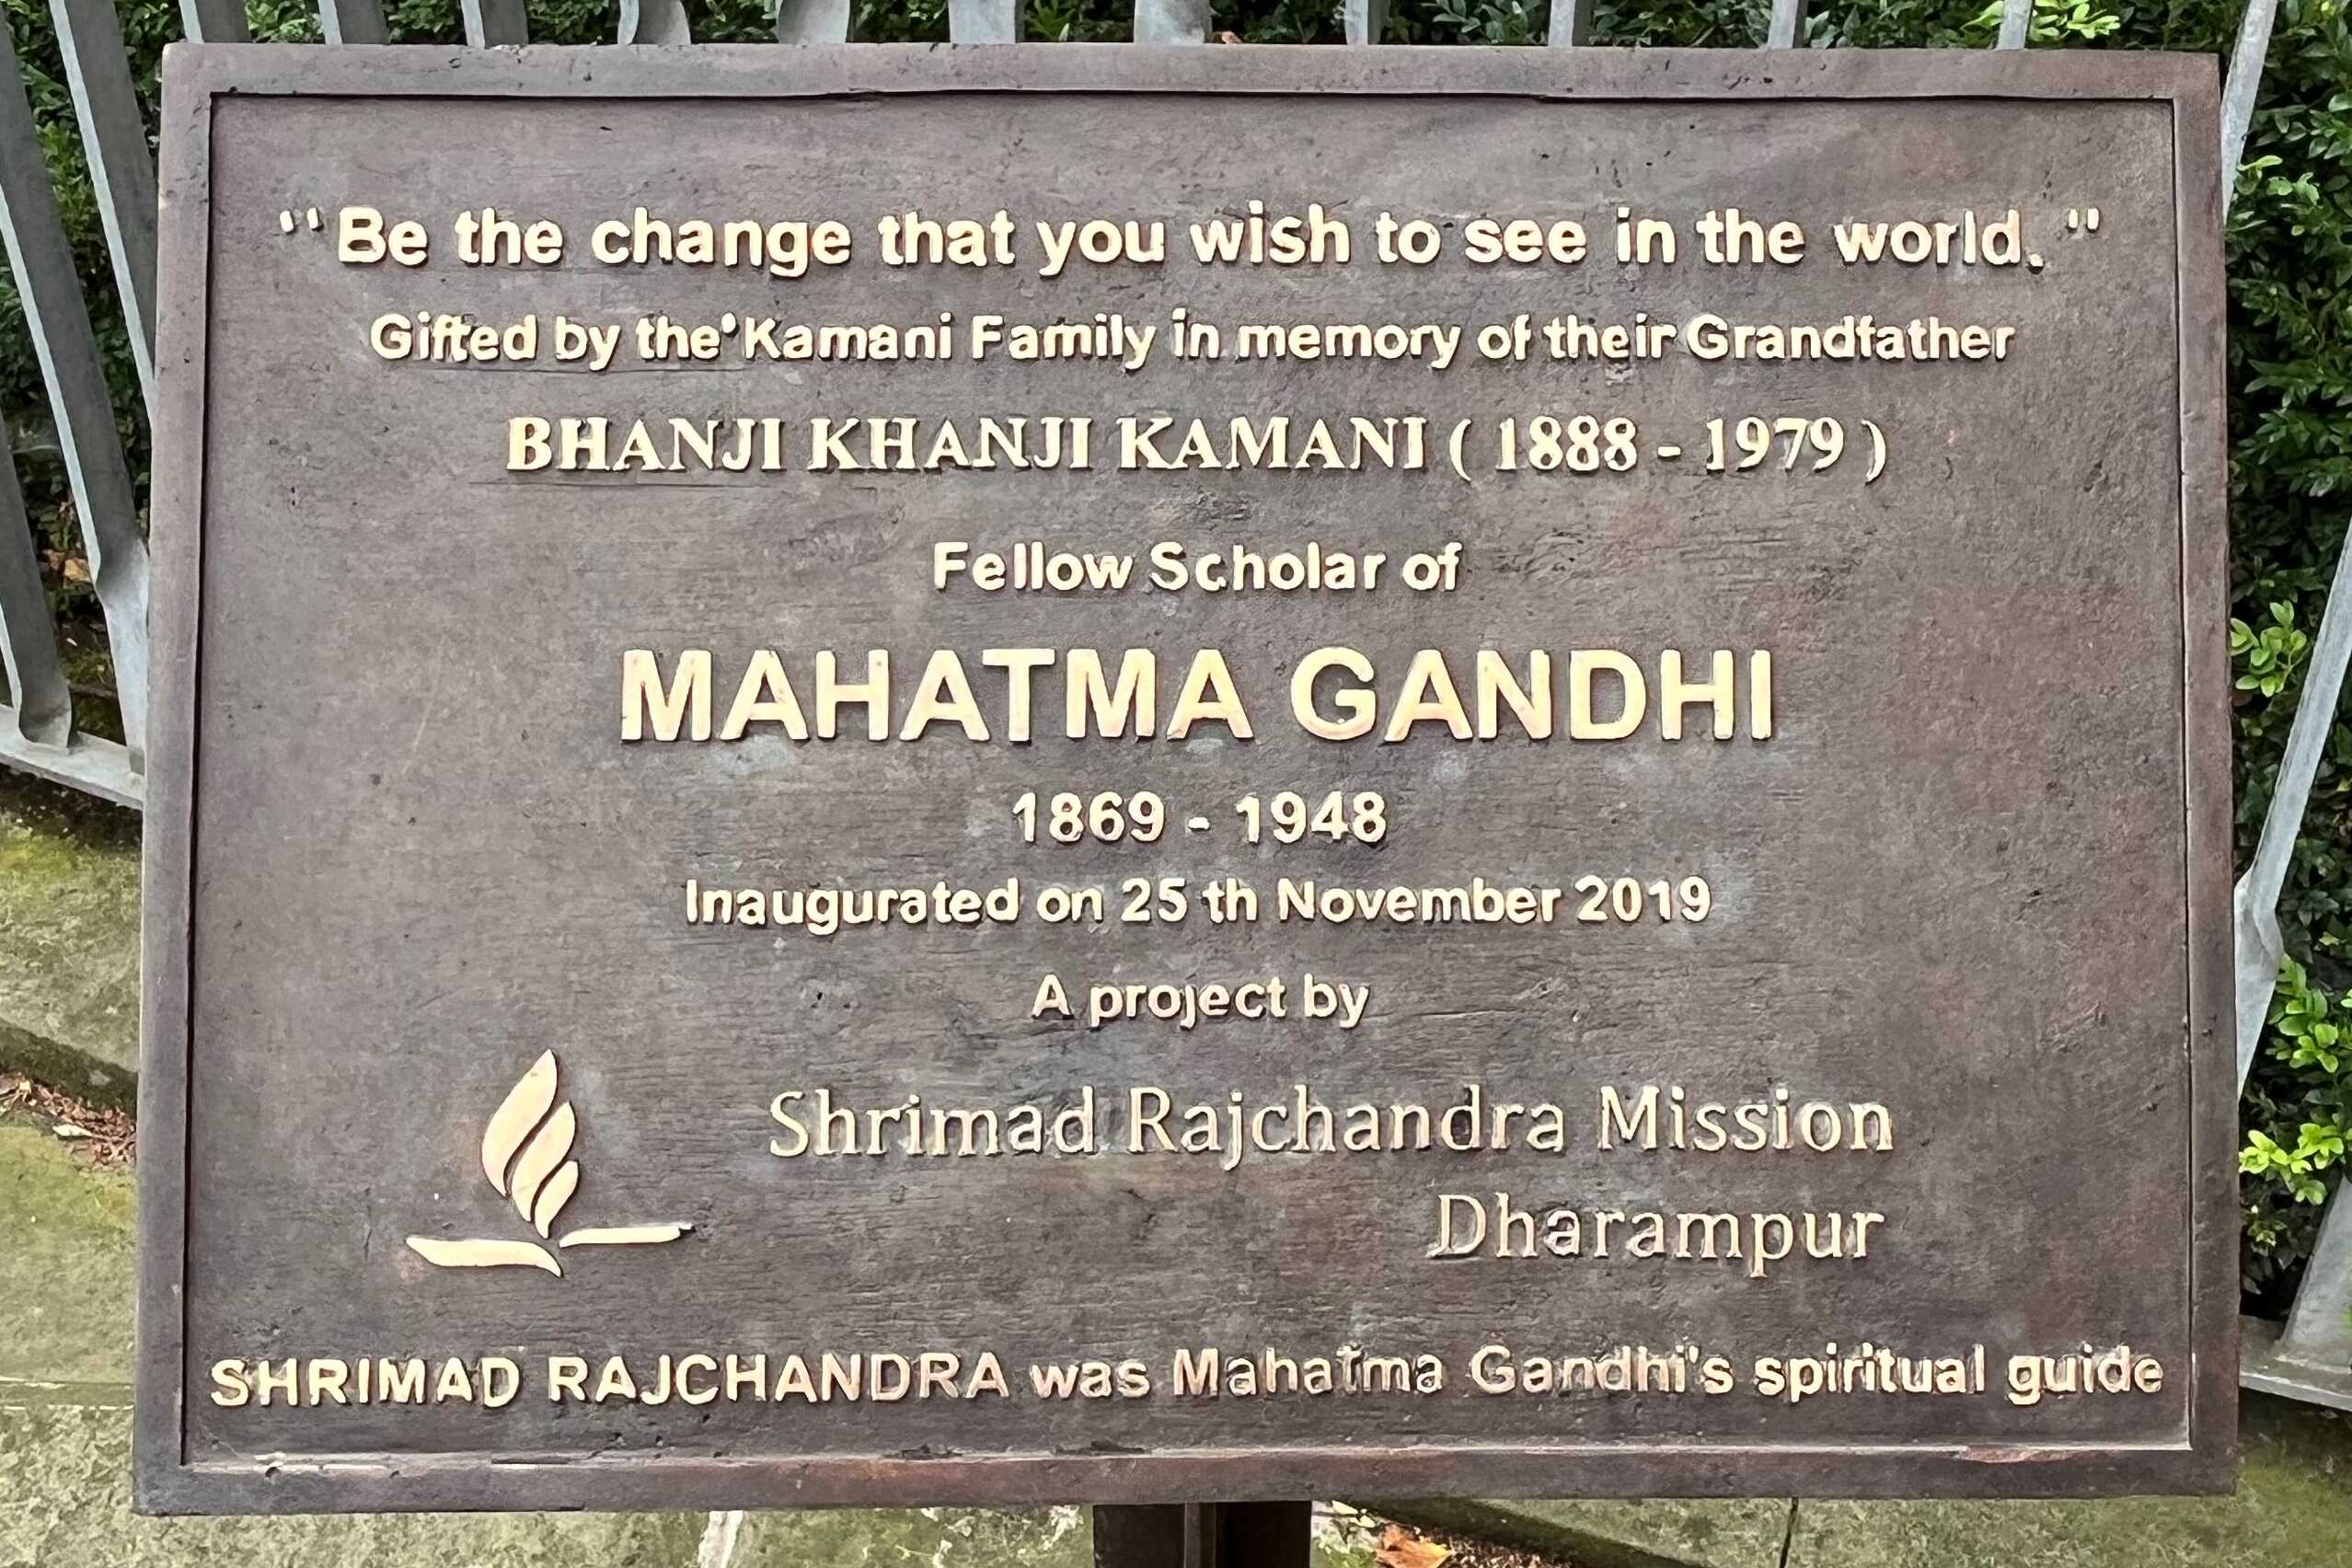 "Be the change that you wish to see in the world."
Gifted by the Kamani Family in memory of their Grandfather
BHANJI KHANJI KAMANI ( 1888 - 1979 )
Fellow Scholar of
MAHATMA GANDHI
1869 - 1948
Inaugurated on 25 th November 2019
A project by
Shrimad Rajchandra Mission
Dharampur
SHRIMAD RAJCHANDRA was Mahatma Gandhi's spiritual guide